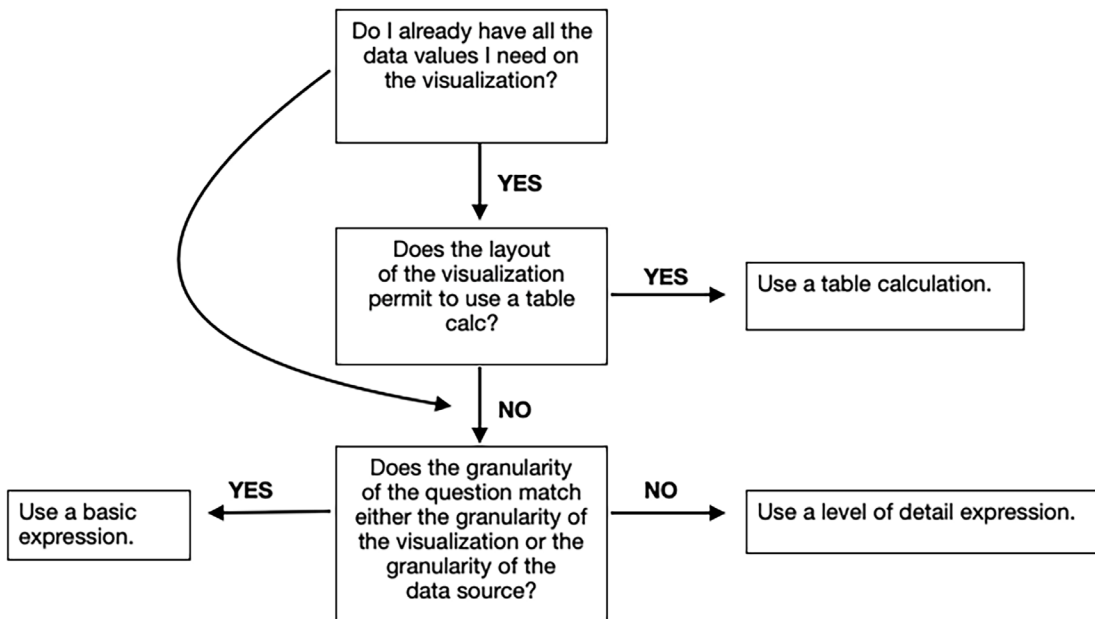 Do I already have all the
data values I need on
the visualization?
YES
Does the layout
of the visualization
permit to use a table
calc?
YES
Use a table calculation.
NO
Does the granularity
of the question match
either the granularity of
the visualization or the
granularity of the
data source?
YES
Use a basic
expression.
NO
Use a level of detail expression.